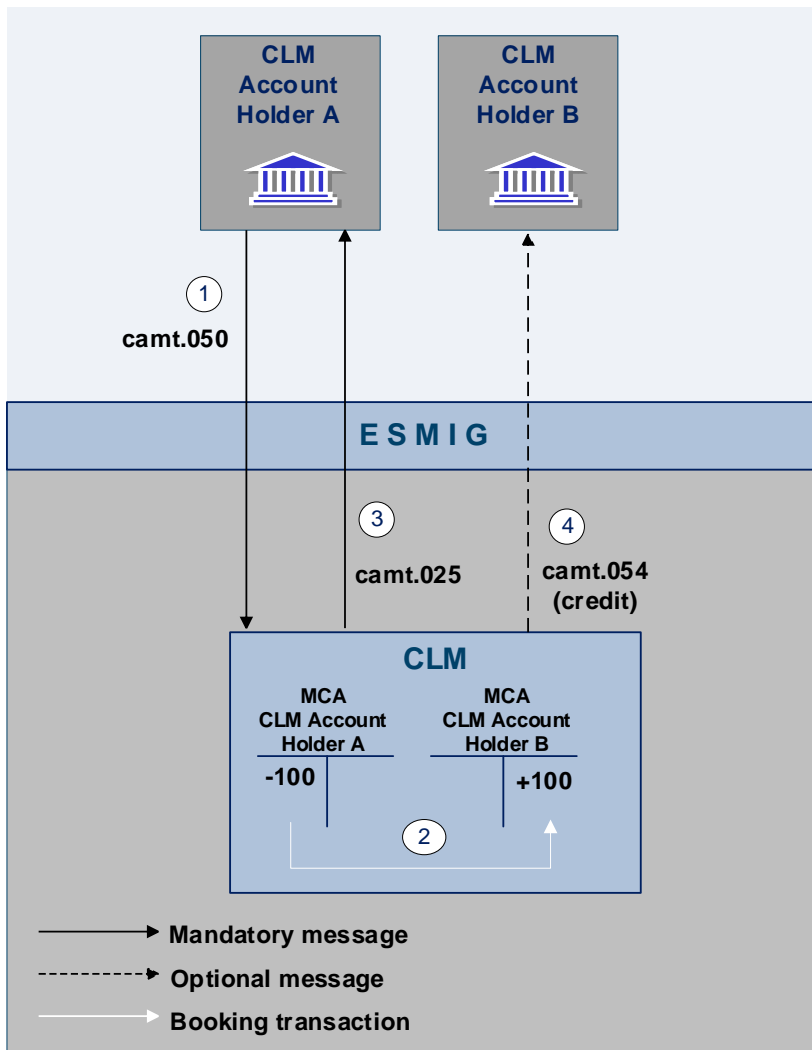 CLM
Account
Holder A
CLM
Account
Holder B
1
camt.050
E S M I G
3
camt.025
4
camt.054
(credit)
CLM
MCA
CLM Account
Holder A
MCA
CLM Account
Holder B
-100
+100
2
Mandatory message
Optional message
Booking transaction